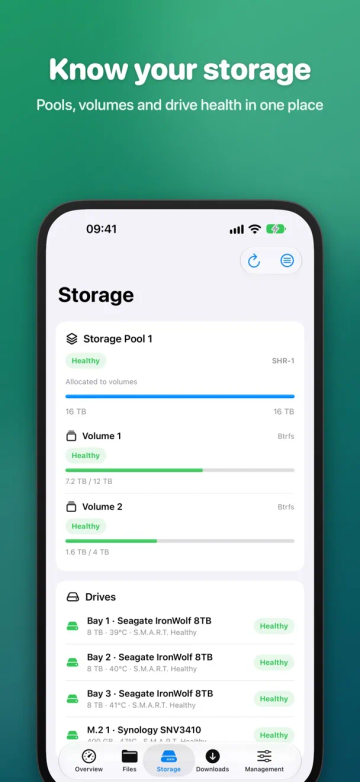 Know your storage
Pools, volumes and drive health in one place
09:41
Storage
Storage Pool 1
Healthy
SHR-1
Allocated to volumes
16 TB
16 TB
Volume 1
Btrfs
Healthy
7.2 TB / 12 TB
Volume 2
Btrfs
Healthy
1.6 TB / 4 TB
Drives
Bay 1 · Seagate IronWolf 8TB
8 TB · 39°C · S.M.A.R.T. Healthy
Healthy
Bay 2 · Seagate IronWolf 8TB
8 TB · 40°C · S.M.A.R.T. Healthy
Healthy
Bay 3 · Seagate IronWolf 8TB
8 TB · 41°C · S.M.A.R.T. Healthy
Healthy
M.2 1 · Synology SNV3410
400 GB · 47°C · S.M.A.R.T. Healthy
Healthy
Overview
Files
Storage
Downloads
Management